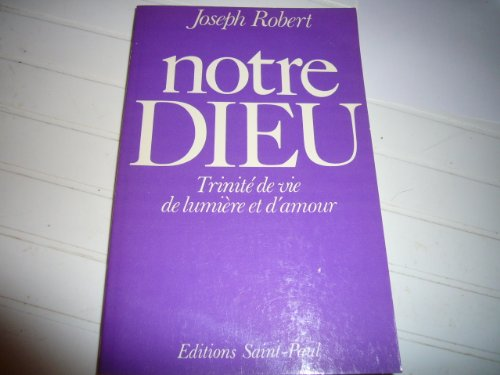 Joseph Robert
notre
DIEU
Trinité de vie
de lumière et d'amour
Editions Saint-Paul